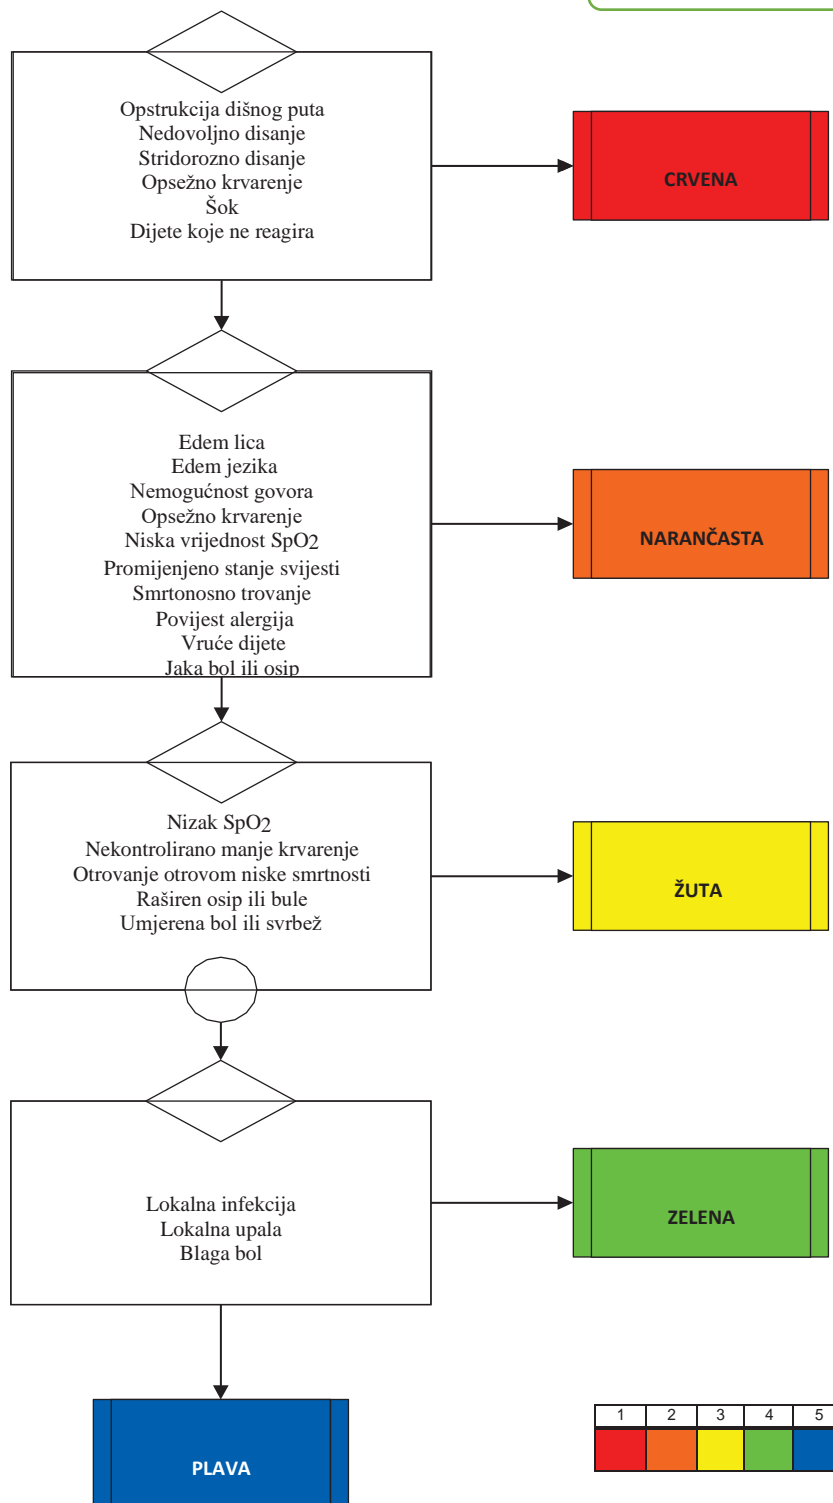 Opstrukcija dišnog puta
Nedovoljno disanje
Stridorozno disanje
Opsežno krvarenje
Šok
Dijete koje ne reagira
CRVENA
Edem lica
Edem jezika
Nemogućnost govora
Opsežno krvarenje
Niska vrijednost SpO2
Promijenjeno stanje svijesti
Smrtonosno trovanje
Povijest alergija
Vruće dijete
Jaka bol ili osip
NARANČASTA
Nizak SpO2
Nekontrolirano manje krvarenje
Otrovanje otrovom niske smrtnosti
Raširen osip ili bule
Umjerena bol ili svrbež
ŽUTA
Lokalna infekcija
Lokalna upala
Blaga bol
ZELENA
PLAVA
1 2 3 4 5